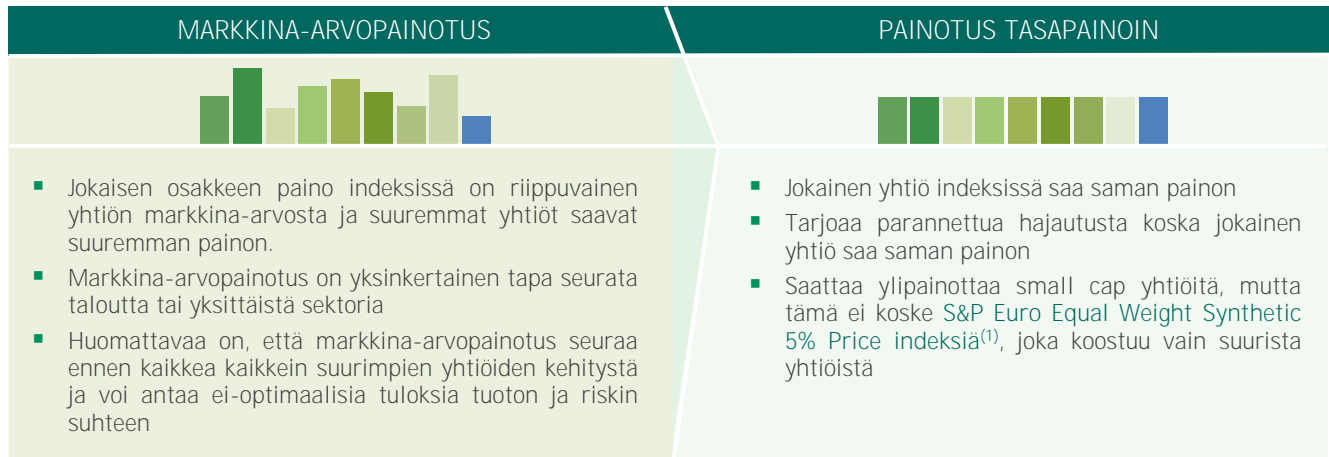 MARKKINA-ARVOPAINOTUS
▪ Jokaisen osakkeen paino indeksissä on riippuvainen
yhtiön markkina-arvosta ja suuremmat yhtiöt saavat
suuremman painon.
▪ Markkina-arvopainotus on yksinkertainen tapa seurata
taloutta tai yksittäistä sektoria
▪ Huomattavaa on, että markkina-arvopainotus seuraa
ennen kaikkea kaikkein suurimpien yhtiöiden kehitystä
ja voi antaa ei-optimaalisia tuloksia tuoton ja riskin
suhteen
PAINOTUS TASAPAINOIN
▪ Jokainen yhtiö indeksissä saa saman painon
▪ Tarjoaa parannettua hajautusta koska jokainen
yhtiö saa saman painon
▪ Saattaa ylipainottaa small cap yhtiöitä, mutta
tämä ei koske S&P Euro Equal Weight Synthetic
5% Price indeksiä(1), joka koostuu vain suurista
yhtiöistä